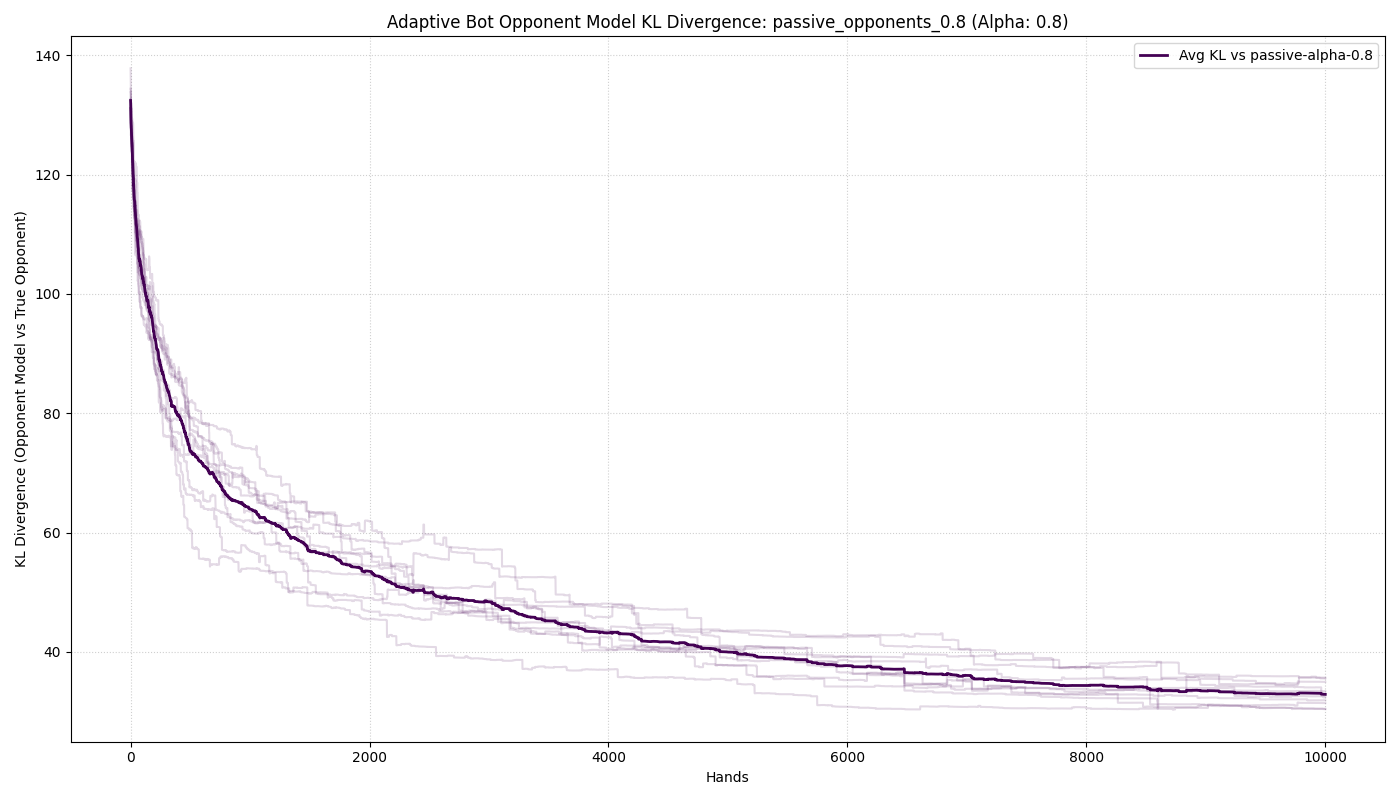 Adaptive Bot Opponent Model KL Divergence: passive_opponents_0.8 (Alpha: 0.8)
Avg KL vs passive-alpha-0.8
KL Divergence (Opponent Model vs True Opponent)
140
120
100
80
60
40
0 2000 4000 6000 8000 10000
Hands